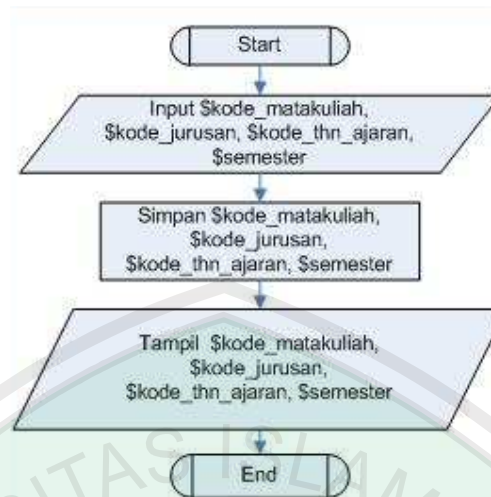 Start
Input $kode_matakuliah,
$kode_jurusan, $kode_thn_ajaran,
$semester
Simpan $kode_matakuliah,
$kode_jurusan,
$kode_thn_ajaran, $semester
Tampil $kode_matakuliah,
$kode_jurusan,
$kode_thn_ajaran, $semester
End